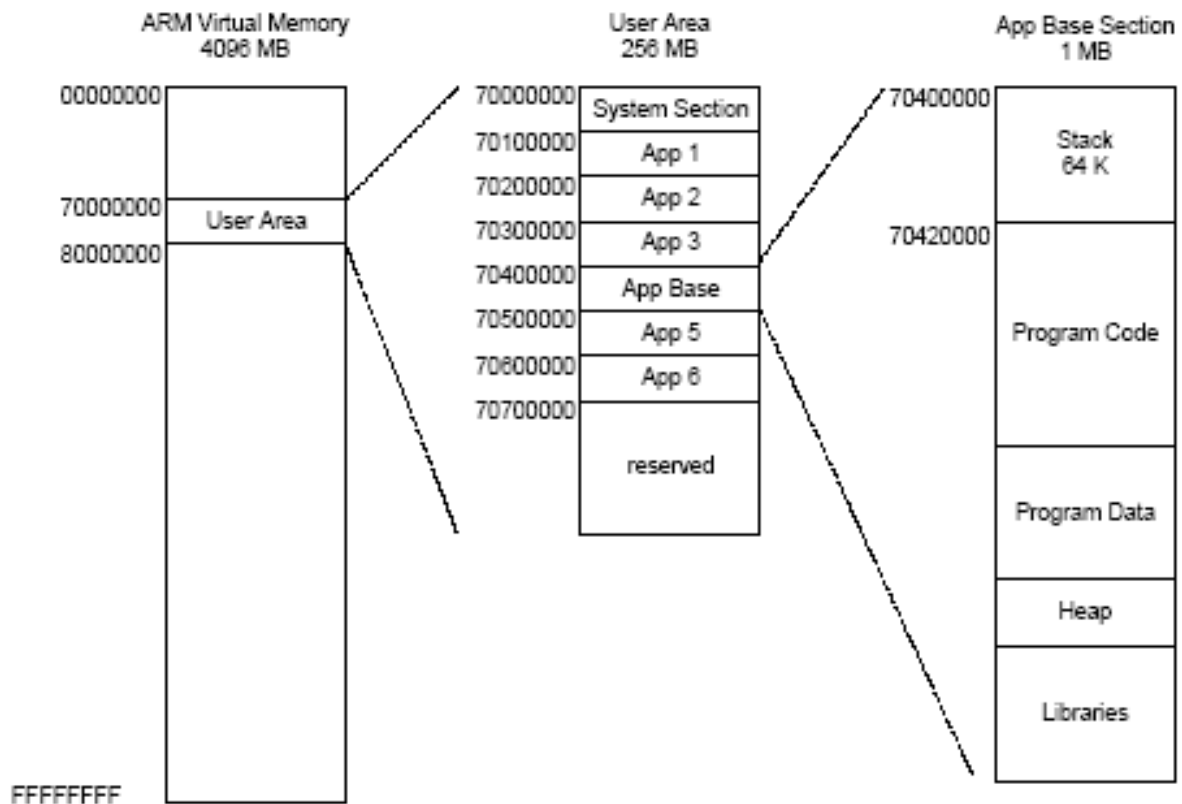 ARM Virtual Memory
4096 MB
00000000
70000000
User Area
80000000
FFFFFFFF
User Area
256 MB
70000000
System Section
70100000
App 1
70200000
App 2
70300000
App 3
70400000
App Base
70500000
App 5
70600000
App 6
70700000
reserved
App Base Section
1 MB
70400000
Stack
64 K
70420000
Program Code
Program Data
Heap
Libraries